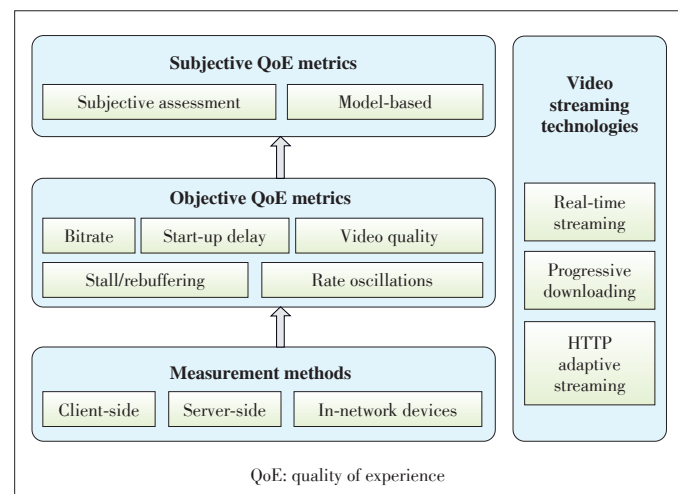 Subjective QoE metrics
Subjective assessment
Model-based
Objective QoE metrics
Bitrate
Start-up delay
Video quality
Stall/rebuffering
Rate oscillations
Measurement methods
Client-side
Server-side
In-network devices
Video
streaming
technologies
Real-time
streaming
Progressive
downloading
HTTP
adaptive
streaming
QoE: quality of experience